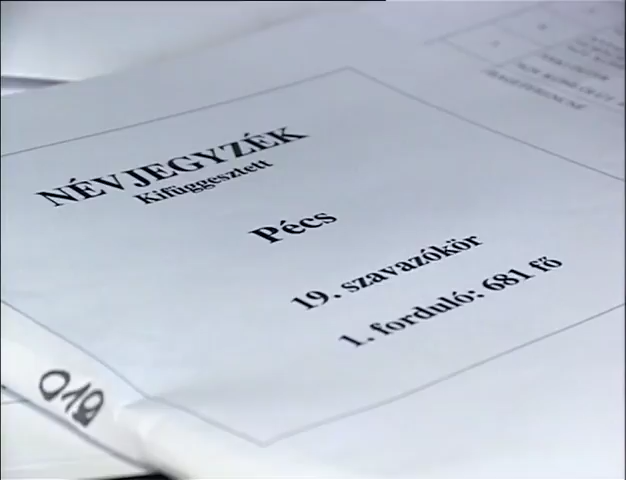 NÉVJEGYZÉK
Kifüggesztett
Pécs
19. szavazókör
1. forduló: 681 fő
019